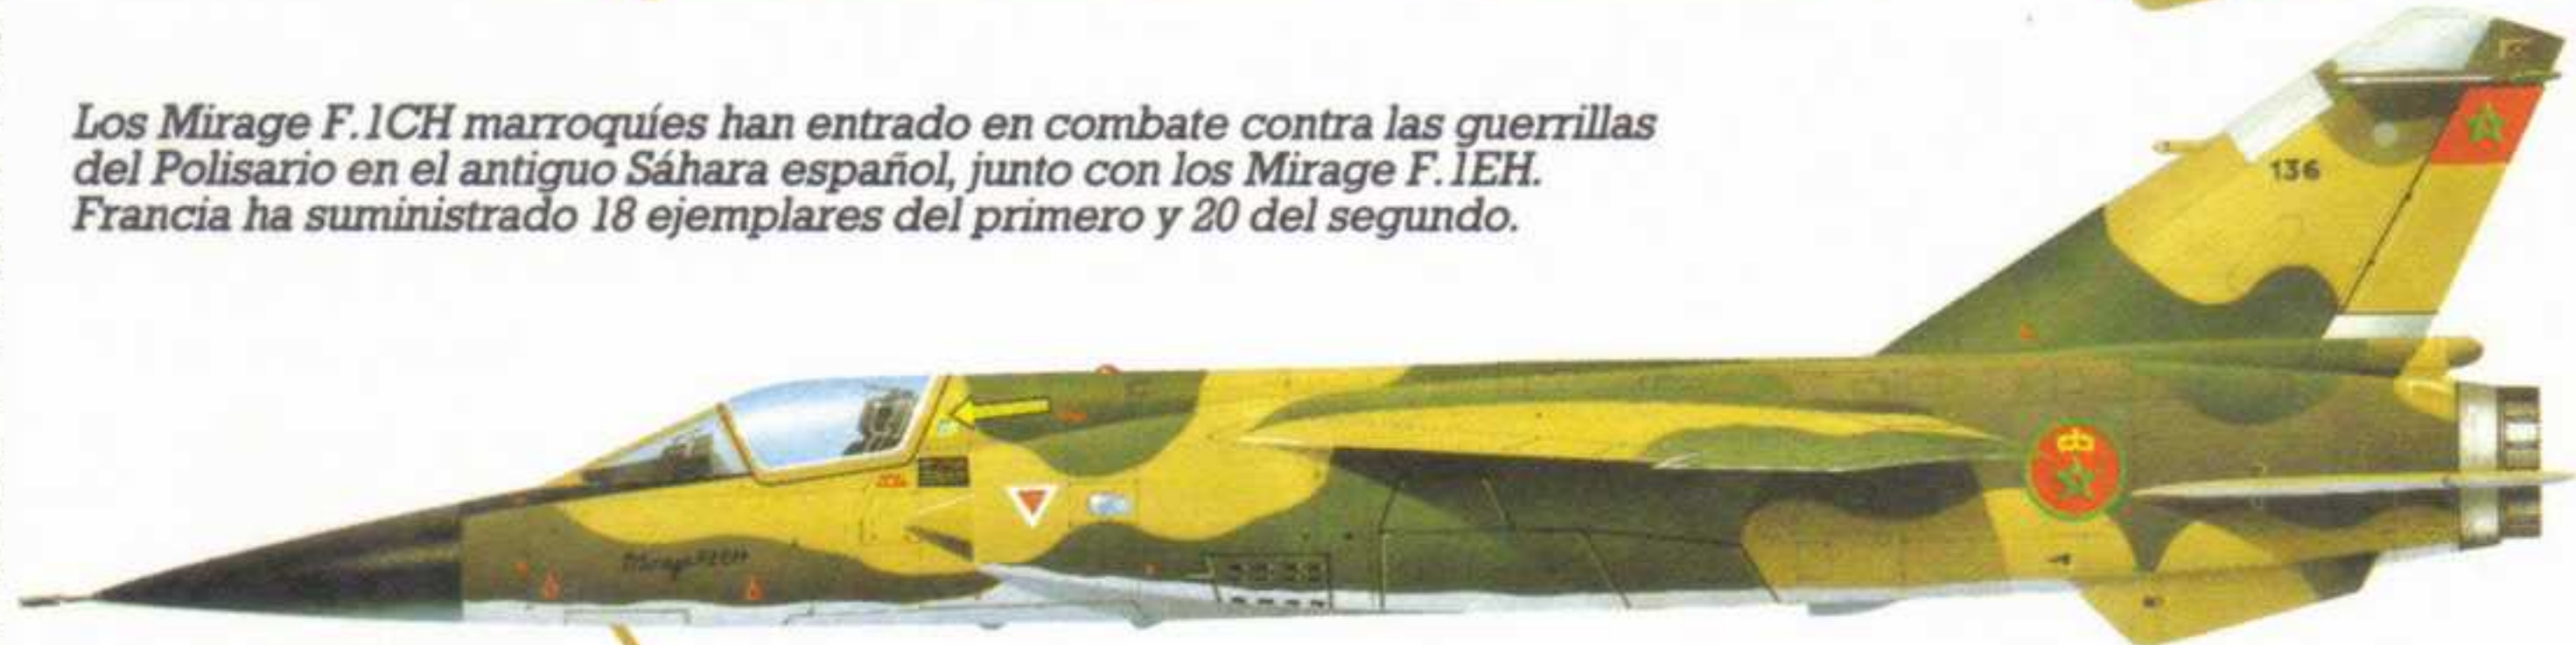 Los Mirage F.1CH marroquíes han entrado en combate contra las guerrillas
del Polisario en el antiguo Sáhara español, junto con los Mirage F.1EH.
Francia ha suministrado 18 ejemplares del primero y 20 del segundo.
136